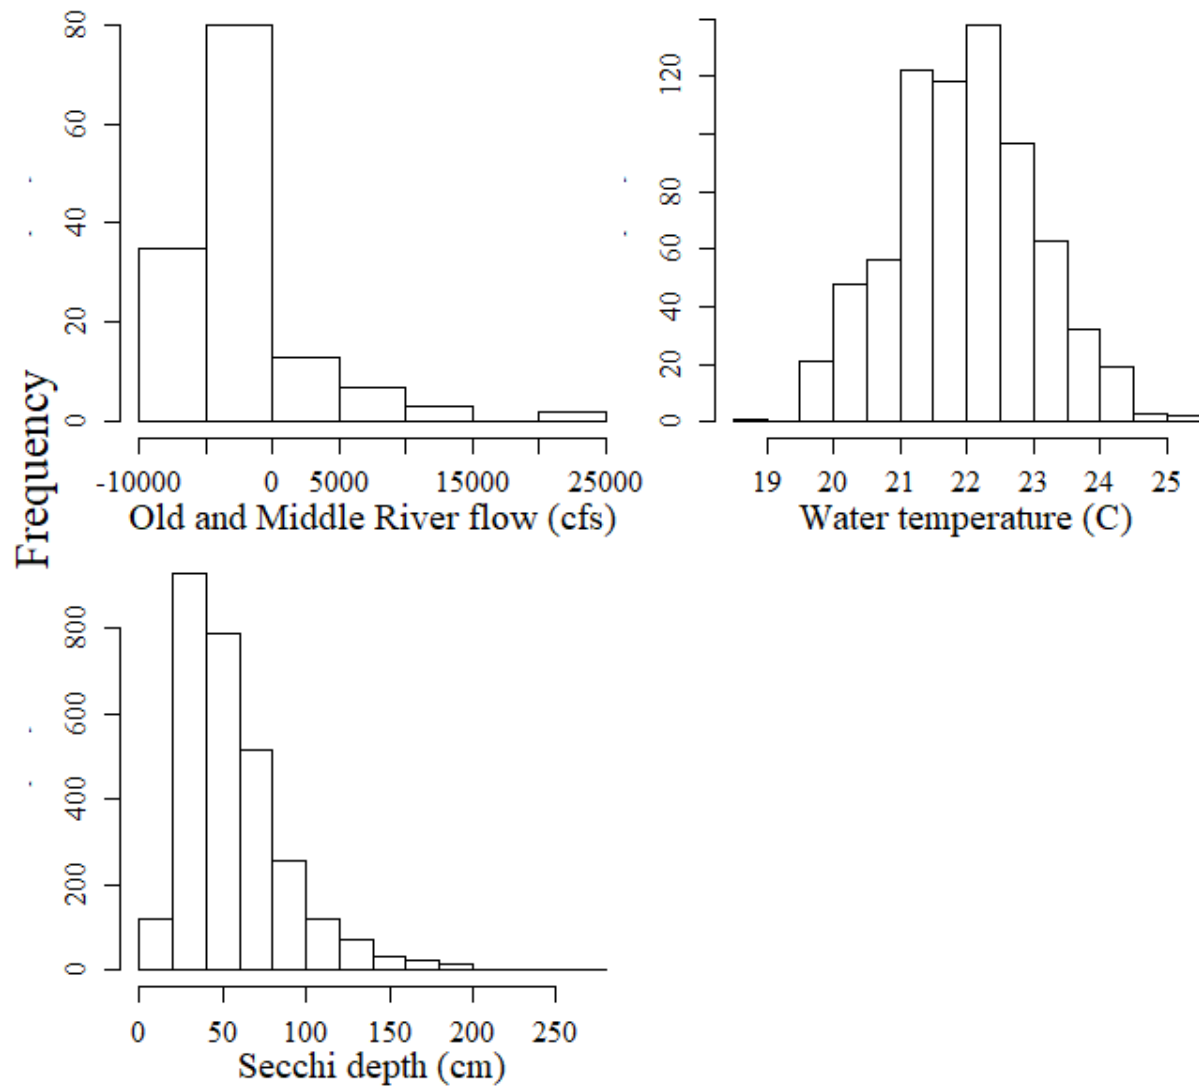 Frequency
80
60
40
20
0
-10000 0 5000 15000 25000
Old and Middle River flow (cfs)
120
80
60
40
20
0
19 20 21 22 23 24 25
Water temperature (C)
800
600
400
200
0
0 50 100 150 200 250
Secchi depth (cm)